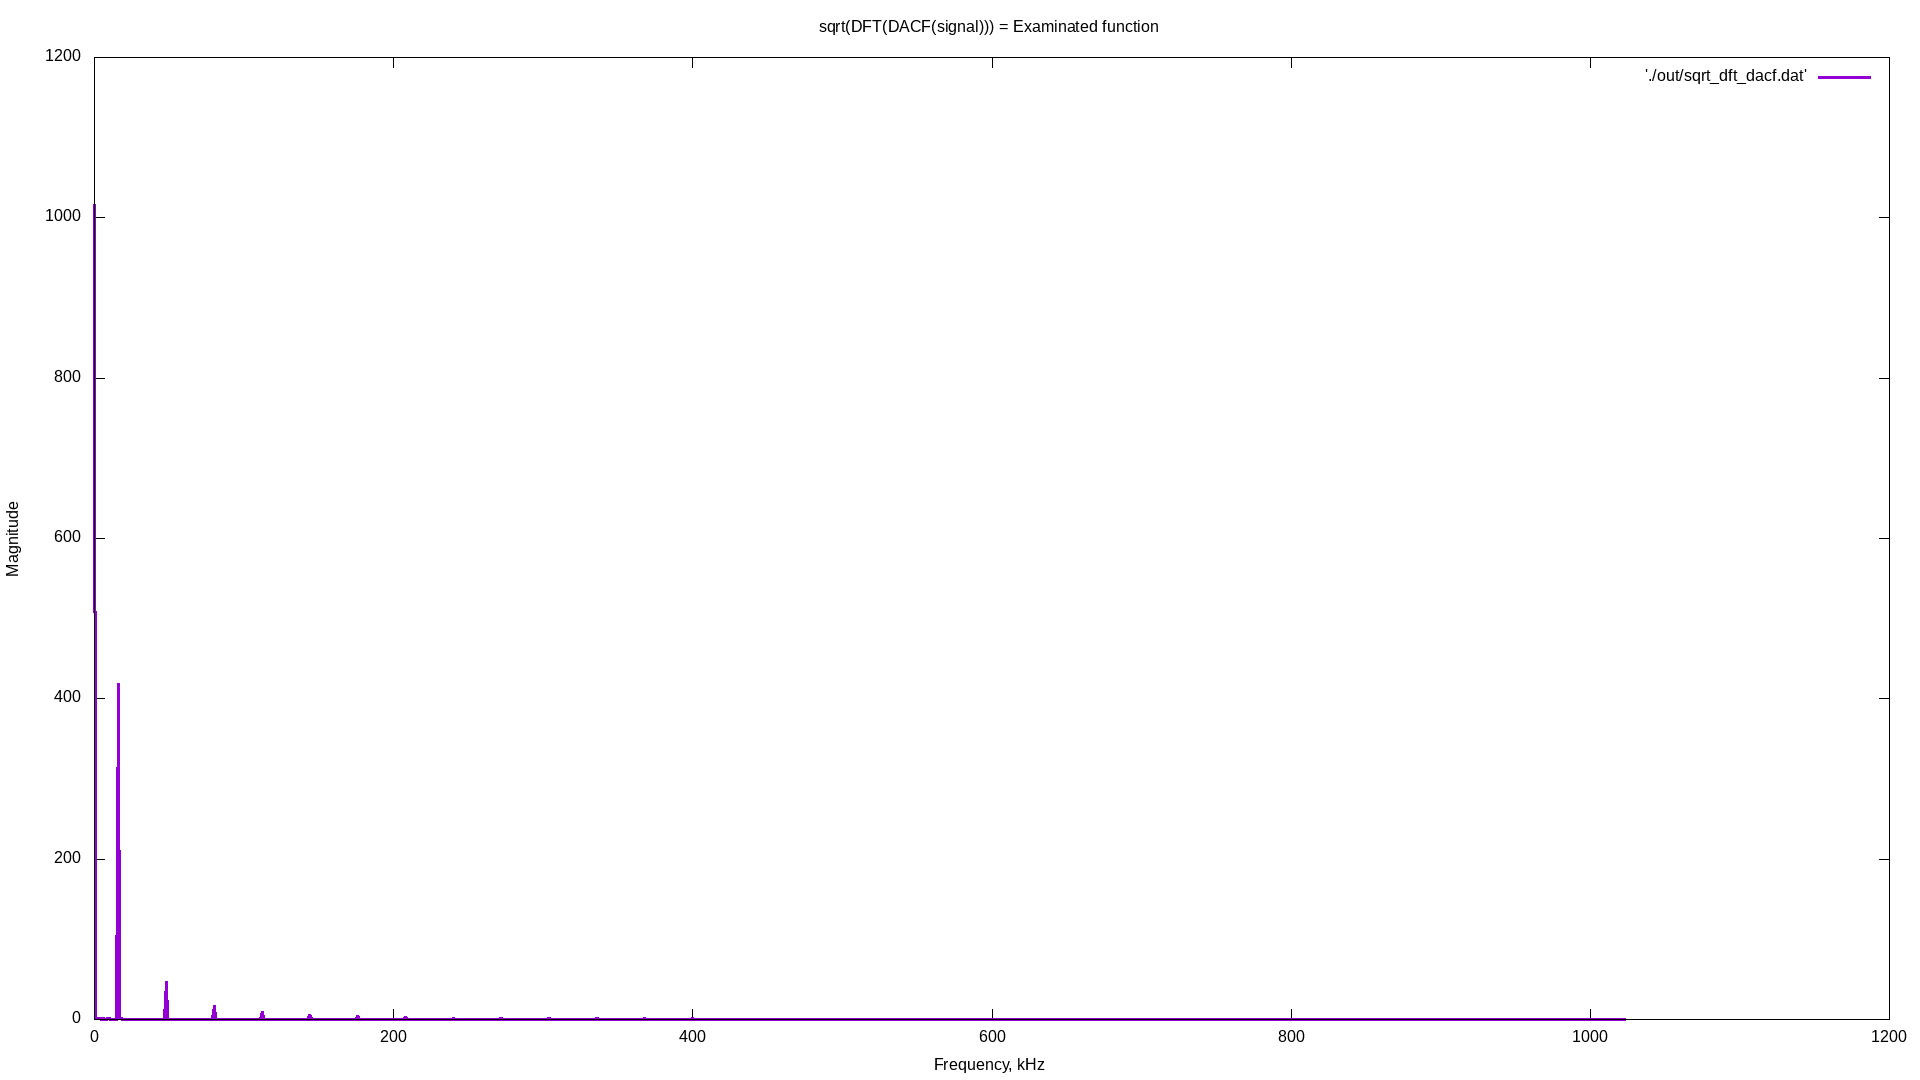 sqrt(DFT(DACF(signal))) = Examinated function
1200
'./out/sqrt_dft_dacf.dat'
1000
800
600
Magnitude
400
200
0
0 200 400 600 800 1000 1200
Frequency, kHz